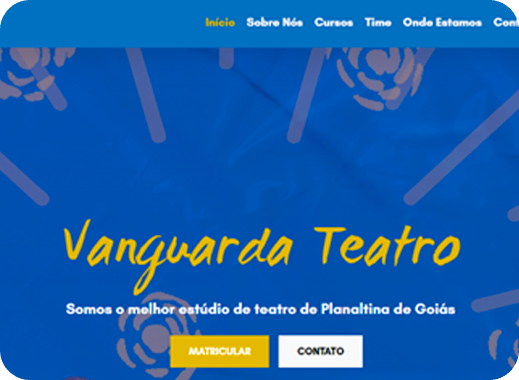 Início Sobre Nós Cursos Time Onde Estamos
Vanguarda Teatro
Somos o melhor estúdio de teatro de Planaltina de Goiás
MATRICULAR CONTATO